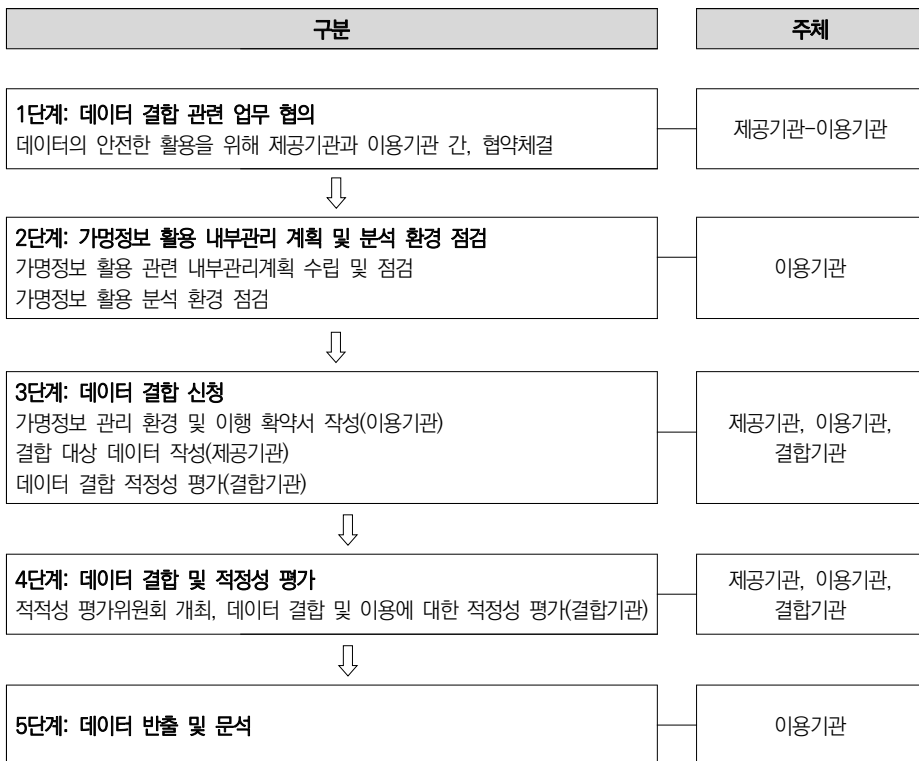 구분
주체
1단계: 데이터 결합 관련 업무 협의
데이터의 안전한 활용을 위해 제공기관과 이용기관 간, 협약체결
제공기관-이용기관
2단계: 가명정보 활용 내부관리 계획 및 분석 환경 점검
가명정보 활용 관련 내부관리계획 수립 및 점검
가명정보 활용 분석 환경 점검
이용기관
3단계: 데이터 결합 신청
가명정보 관리 환경 및 이행 확약서 작성(이용기관)
결합 대상 데이터 작성(제공기관)
데이터 결합 적정성 평가(결합기관)
제공기관, 이용기관,
결합기관
4단계: 데이터 결합 및 적정성 평가
적적성 평가위원회 개최, 데이터 결합 및 이용에 대한 적정성 평가(결합기관)
제공기관, 이용기관,
결합기관
5단계: 데이터 반출 및 문석
이용기관